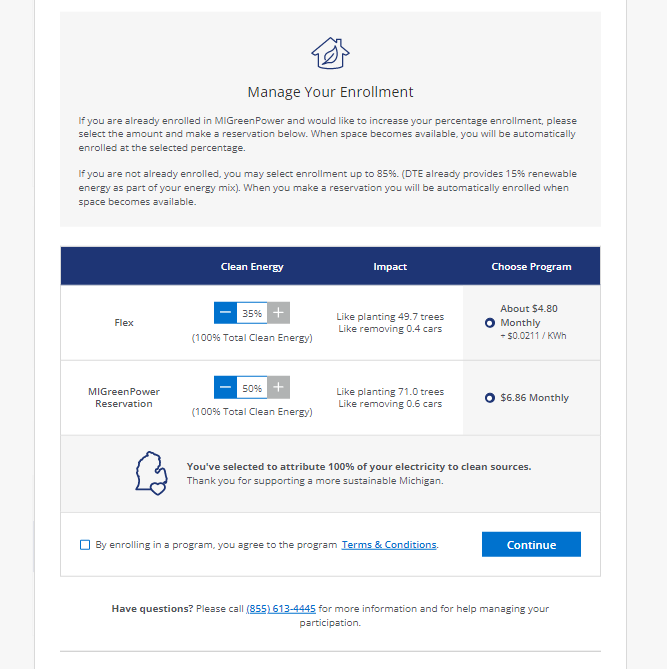 Manage Your Enrollment
If you are already enrolled in MIGreenPower and would like to increase your percentage enrollment, please
select the amount and make a reservation below. When space becomes available, you will be automatically
enrolled at the selected percentage.
If you are not already enrolled, you may select enrollment up to 85%. (DTE already provides 15% renewable
energy as part of your energy mix). When you make a reservation you will be automatically enrolled when
space becomes available.
Clean Energy Impact Choose Program
Flex
− 35% +
(100% Total Clean Energy)
Like planting 49.7 trees
Like removing 0.4 cars
About $4.80
Monthly
+ $0.0211 / KWh
MIGreenPower
Reservation
− 50% +
(100% Total Clean Energy)
Like planting 71.0 trees
Like removing 0.6 cars
$6.86 Monthly
You've selected to attribute 100% of your electricity to clean sources.
Thank you for supporting a more sustainable Michigan.
By enrolling in a program, you agree to the program Terms & Conditions.
Continue
Have questions? Please call (855) 613-4445 for more information and for help managing your
participation.